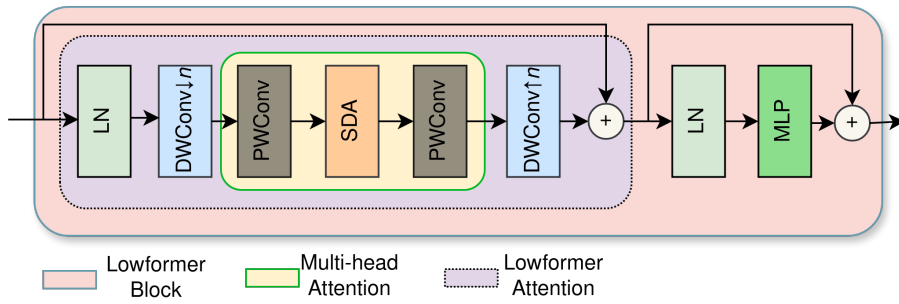 LN
DWConv↓n
PWConv
SDA
PWConv
DWConv↑n
+
LN
MLP
+
Lowformer
Block
Multi-head
Attention
Lowformer
Attention